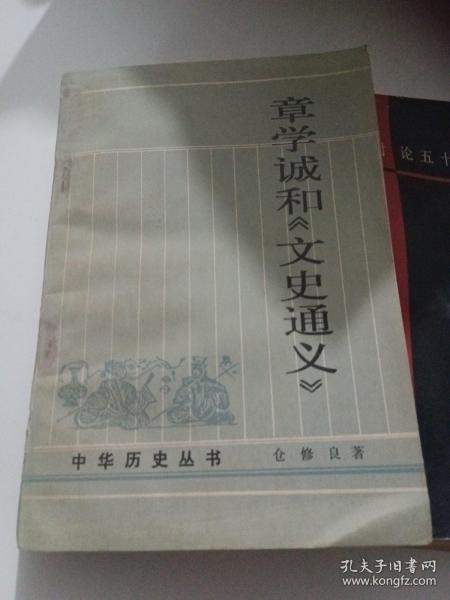 章学诚和《文史通义》
中华历史丛书
仓修良著
论五十
孔夫子旧书网
www.kongfz.com